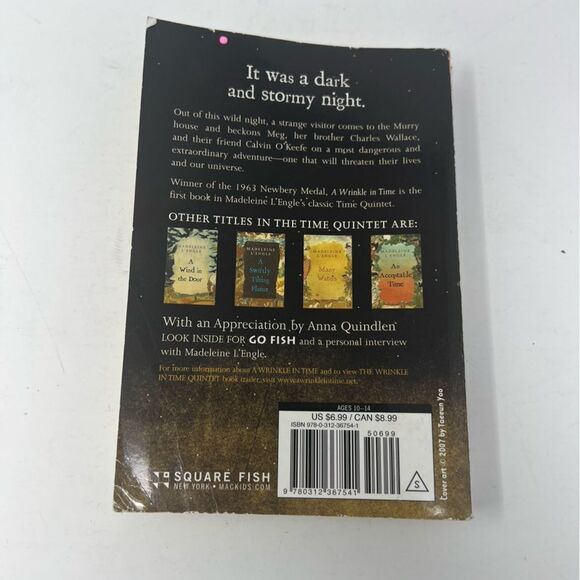 It was a dark
and stormy night.
Out of this wild night, a strange visitor comes to the Murry
house and beckons Meg, her brother Charles Wallace,
and their friend Calvin O'Keefe on a most dangerous and
extraordinary adventure—one that will threaten their lives
and our universe.
Winner of the 1963 Newbery Medal, A Wrinkle in Time is the
first book in Madeleine L'Engle's classic Time Quintet.
OTHER TITLES IN THE TIME QUINTET ARE:
MADELEINE
L'ENGLE
A
Wind in
the Door
MADELEINE
L'ENGLE
A
Swiftly
Tilting
Planet
MADELEINE
L'ENGLE
Many
Waters
MADELEINE
L'ENGLE
An
Acceptable
Time
With an Appreciation by Anna Quindlen
LOOK INSIDE FOR GO FISH and a personal interview
with Madeleine L'Engle.
For more information about A WRINKLE IN TIME and to view THE WRINKLE
IN TIME QUINTET book trailer, visit www.awrinkleintime.net.
AGES 10–14
US $6.99 / CAN $8.99
ISBN 978-0-312-36754-1
50699
9 780312 367541
S
SQUARE FISH
NEW YORK • MACKIDS.COM
Cover art © 2007 by Taeeun Yoo